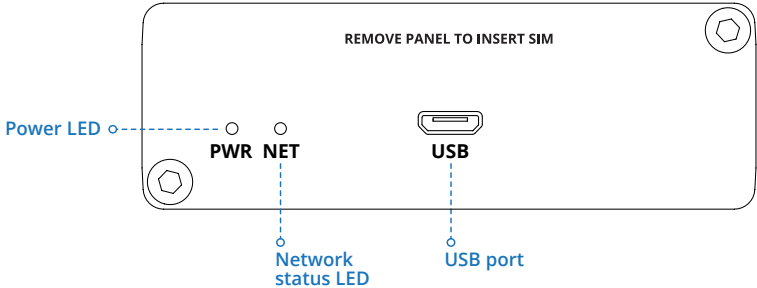 REMOVE PANEL TO INSERT SIM
Power LED
PWR NET
USB
Network
status LED
USB port